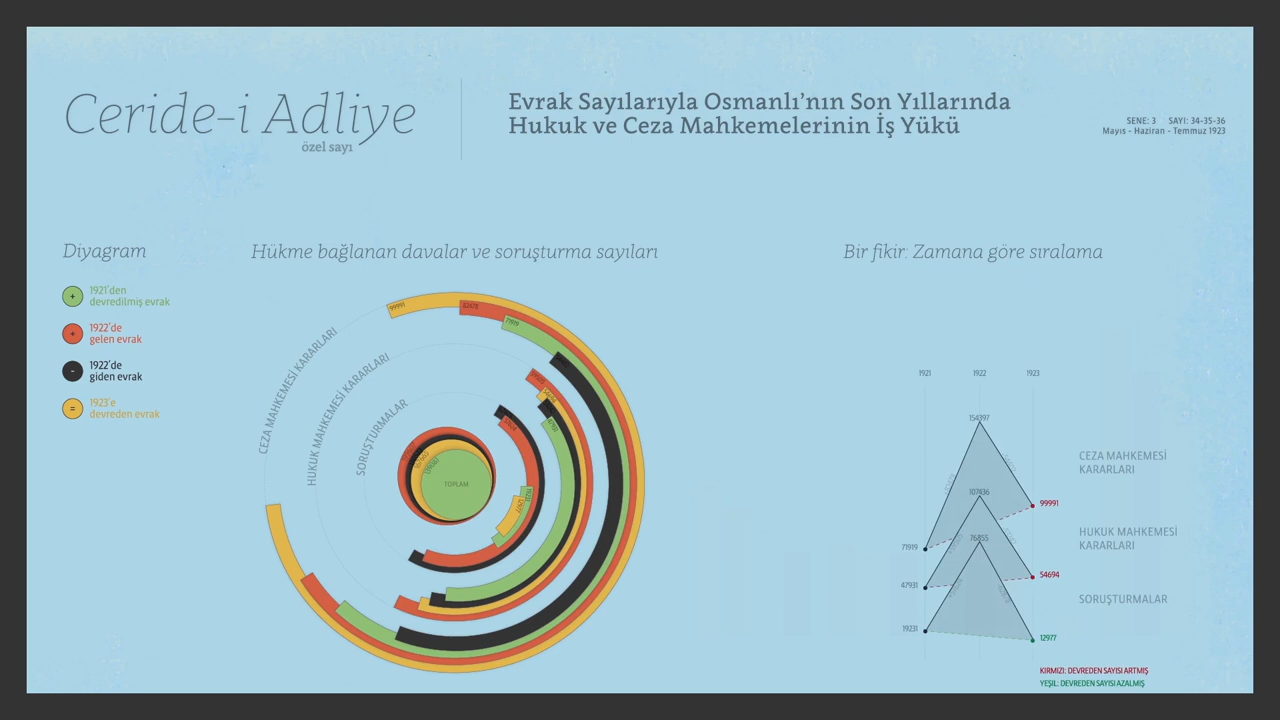 Ceride-i Adliye
özel sayı
Evrak Sayılarıyla Osmanlı'nın Son Yıllarında
Hukuk ve Ceza Mahkemelerinin İş Yükü
SENE: 3 SAYI: 34-35-36
Mayıs - Haziran - Temmuz 1923
Diyagram
+ 1921'den
devredilmiş evrak
+ 1922'de
gelen evrak
- 1922'de
giden evrak
= 1923'e
devreden evrak
Hükme bağlanan davalar ve soruşturma sayıları
CEZA MAHKEMESİ KARARLARI
HUKUK MAHKEMESİ KARARLARI
SORUŞTURMALAR
99991
82478
71919
TOPLAM
12977
Bir fikir: Zamana göre sıralama
1921
1922
1923
154397
107436
76855
71919
47931
19231
99991
54694
12977
CEZA MAHKEMESİ
KARARLARI
HUKUK MAHKEMESİ
KARARLARI
SORUŞTURMALAR
KIRMIZI: DEVREDEN SAYISI ARTMIŞ
YEŞİL: DEVREDEN SAYISI AZALMIŞ